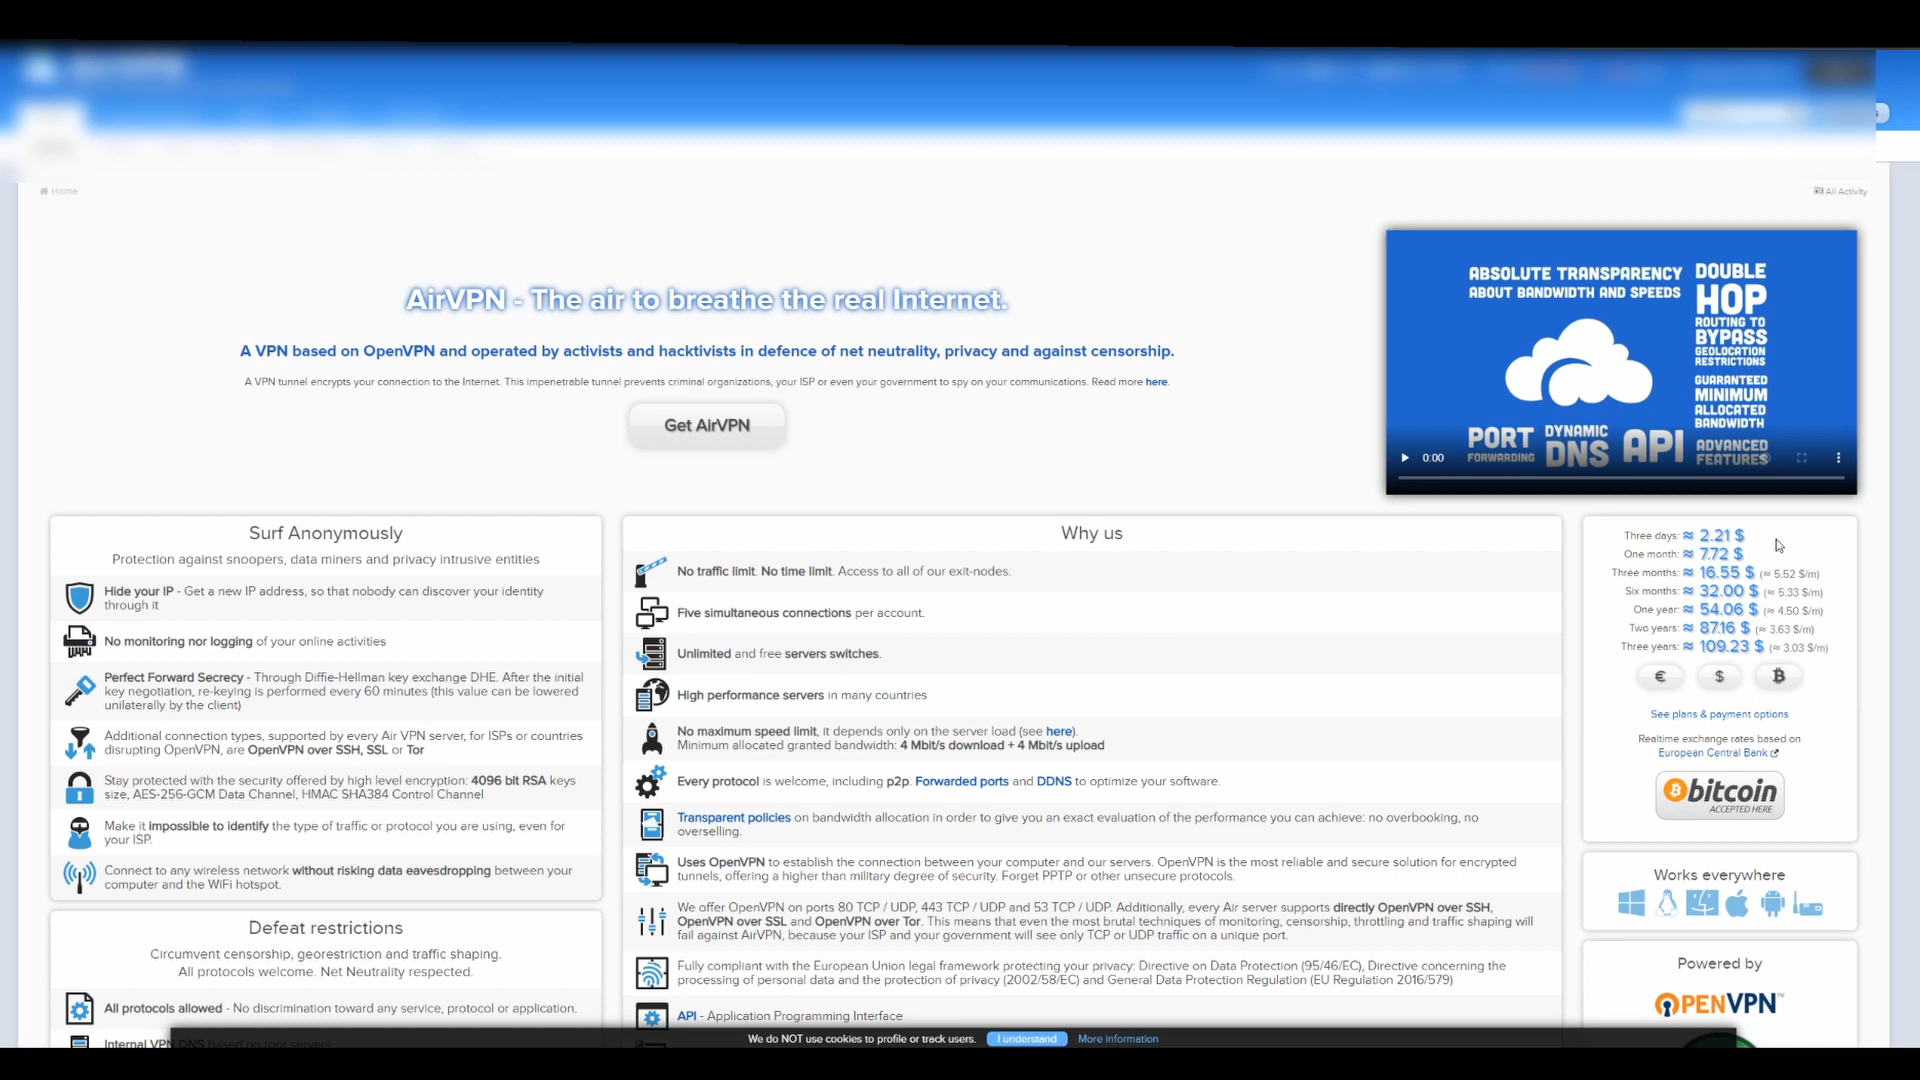 Home
All Activity
AirVPN - The air to breathe the real Internet.
A VPN based on OpenVPN and operated by activists and hacktivists in defence of net neutrality, privacy and against censorship.
A VPN tunnel encrypts your connection to the Internet. This impenetrable tunnel prevents criminal organizations, your ISP or even your government to spy on your communications. Read more here.
Get AirVPN
ABSOLUTE TRANSPARENCY
ABOUT BANDWIDTH AND SPEEDS
DOUBLE
HOP
ROUTING TO
BYPASS
GEOLOCATION
RESTRICTIONS
GUARANTEED
MINIMUM
ALLOCATED
BANDWIDTH
PORT
FORWARDING
DYNAMIC
DNS
API
ADVANCED
FEATURES
0:00
Surf Anonymously
Protection against snoopers, data miners and privacy intrusive entities
Hide your IP - Get a new IP address, so that nobody can discover your identity
through it
No monitoring nor logging of your online activities
Perfect Forward Secrecy - Through Diffie-Hellman key exchange DHE. After the initial
key negotiation, re-keying is performed every 60 minutes (this value can be lowered
unilaterally by the client)
Additional connection types, supported by every Air VPN server, for ISPs or countries
disrupting OpenVPN, are OpenVPN over SSH, SSL or Tor
Stay protected with the security offered by high level encryption: 4096 bit RSA keys
size, AES-256-GCM Data Channel, HMAC SHA384 Control Channel
Make it impossible to identify the type of traffic or protocol you are using, even for
your ISP.
Connect to any wireless network without risking data eavesdropping between your
computer and the WiFi hotspot.
Defeat restrictions
Circumvent censorship, georestriction and traffic shaping.
All protocols welcome. Net Neutrality respected.
All protocols allowed - No discrimination toward any service, protocol or application.
Internal VPN DNS based on root servers
Why us
No traffic limit. No time limit. Access to all of our exit-nodes.
Five simultaneous connections per account.
Unlimited and free servers switches.
High performance servers in many countries
No maximum speed limit, it depends only on the server load (see here).
Minimum allocated granted bandwidth: 4 Mbit/s download + 4 Mbit/s upload
Every protocol is welcome, including p2p. Forwarded ports and DDNS to optimize your software.
Transparent policies on bandwidth allocation in order to give you an exact evaluation of the performance you can achieve: no overbooking, no
overselling.
Uses OpenVPN to establish the connection between your computer and our servers. OpenVPN is the most reliable and secure solution for encrypted
tunnels, offering a higher than military degree of security. Forget PPTP or other unsecure protocols.
We offer OpenVPN on ports 80 TCP / UDP, 443 TCP / UDP and 53 TCP / UDP. Additionally, every Air server supports directly OpenVPN over SSH,
OpenVPN over SSL and OpenVPN over Tor. This means that even the most brutal techniques of monitoring, censorship, throttling and traffic shaping will
fail against AirVPN, because your ISP and your government will see only TCP or UDP traffic on a unique port.
Fully compliant with the European Union legal framework protecting your privacy: Directive on Data Protection (95/46/EC), Directive concerning the
processing of personal data and the protection of privacy (2002/58/EC) and General Data Protection Regulation (EU Regulation 2016/579)
API - Application Programming Interface
Three days: ≈ 2.21 $
One month: ≈ 7.72 $
Three months: ≈ 16.55 $ (≈ 5.52 $/m)
Six months: ≈ 32.00 $ (≈ 5.33 $/m)
One year: ≈ 54.06 $ (≈ 4.50 $/m)
Two years: ≈ 87.16 $ (≈ 3.63 $/m)
Three years: ≈ 109.23 $ (≈ 3.03 $/m)
€ $ ₿
See plans & payment options
Realtime exchange rates based on
European Central Bank
bitcoin
ACCEPTED HERE
Works everywhere
Powered by
OPENVPN™
We do NOT use cookies to profile or track users. I understand More information